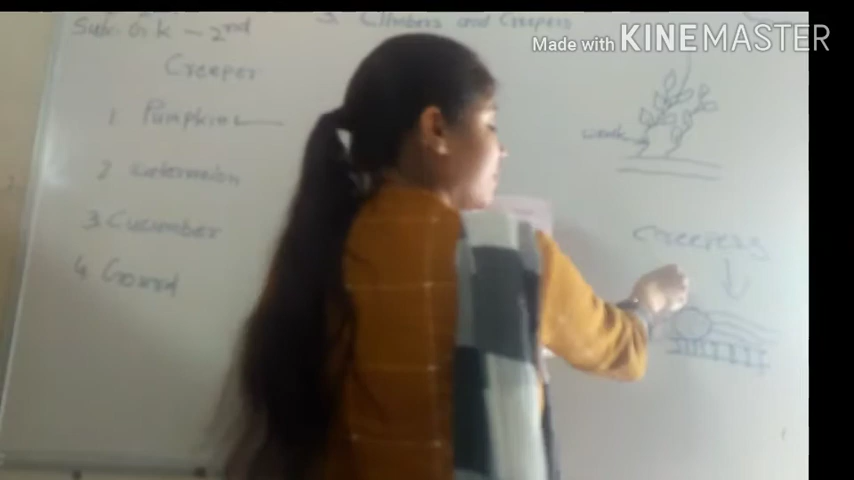 Sub: G.K - 2nd
3. Climbers and Creepers
Made with KINEMASTER
Creeper
1 Pumpkin
2 watermelon
3. Cucumber
4. Gourd
weak
Creepers